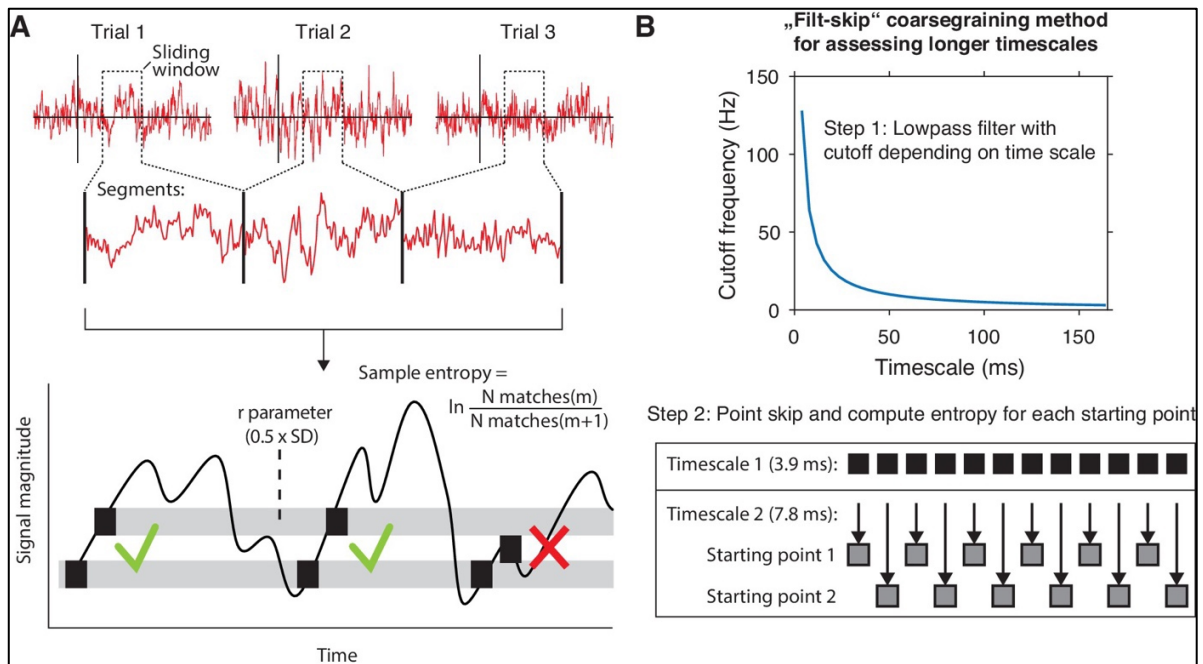 A
Trial 1
Trial 2
Trial 3
Sliding
window
Segments:
Sample entropy =
ln N matches(m)
N matches(m+1)
r parameter
(0.5 x SD)
Signal magnitude
Time
B
„Filt-skip“ coarsegraining method
for assessing longer timescales
150
100
50
0
Cutoff frequency (Hz)
Step 1: Lowpass filter with
cutoff depending on time scale
0
50
100
150
Timescale (ms)
Step 2: Point skip and compute entropy for each starting point
Timescale 1 (3.9 ms):
Timescale 2 (7.8 ms):
Starting point 1
Starting point 2